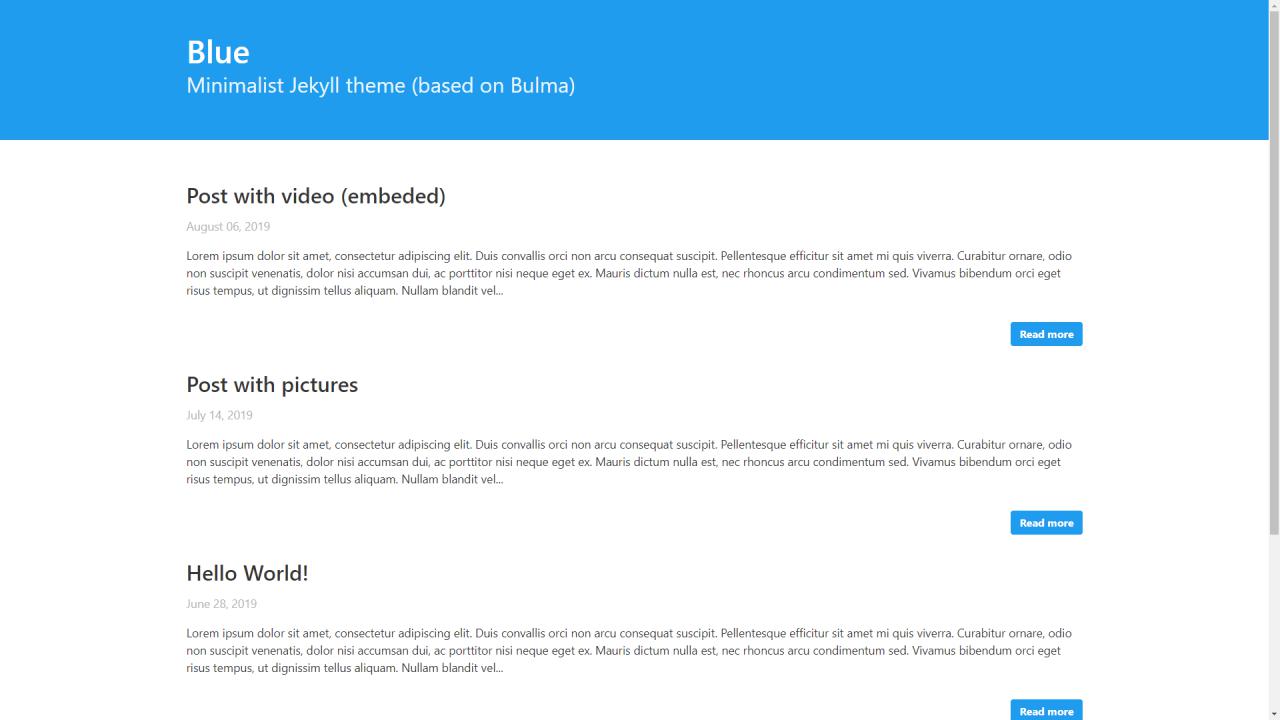 Blue
Minimalist Jekyll theme (based on Bulma)
Post with video (embeded)
August 06, 2019
Lorem ipsum dolor sit amet, consectetur adipiscing elit. Duis convallis orci non arcu consequat suscipit. Pellentesque efficitur sit amet mi quis viverra. Curabitur ornare, odio
non suscipit venenatis, dolor nisi accumsan dui, ac porttitor nisi neque eget ex. Mauris dictum nulla est, nec rhoncus arcu condimentum sed. Vivamus bibendum orci eget
risus tempus, ut dignissim tellus aliquam. Nullam blandit vel...
Read more
Post with pictures
July 14, 2019
Lorem ipsum dolor sit amet, consectetur adipiscing elit. Duis convallis orci non arcu consequat suscipit. Pellentesque efficitur sit amet mi quis viverra. Curabitur ornare, odio
non suscipit venenatis, dolor nisi accumsan dui, ac porttitor nisi neque eget ex. Mauris dictum nulla est, nec rhoncus arcu condimentum sed. Vivamus bibendum orci eget
risus tempus, ut dignissim tellus aliquam. Nullam blandit vel...
Read more
Hello World!
June 28, 2019
Lorem ipsum dolor sit amet, consectetur adipiscing elit. Duis convallis orci non arcu consequat suscipit. Pellentesque efficitur sit amet mi quis viverra. Curabitur ornare, odio
non suscipit venenatis, dolor nisi accumsan dui, ac porttitor nisi neque eget ex. Mauris dictum nulla est, nec rhoncus arcu condimentum sed. Vivamus bibendum orci eget
risus tempus, ut dignissim tellus aliquam. Nullam blandit vel...
Read more